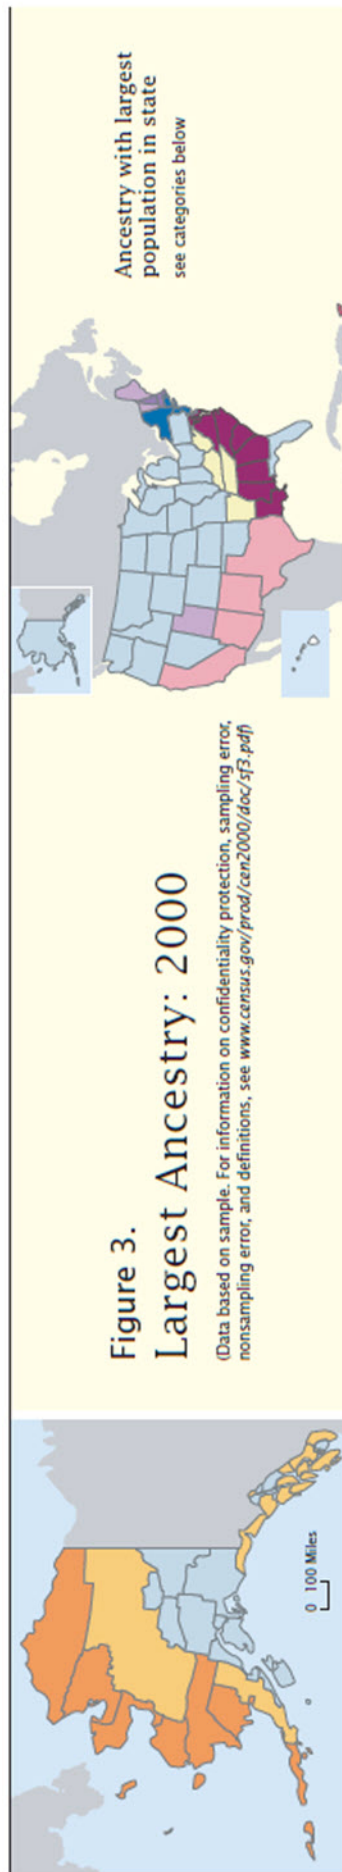 Figure 3.
Largest Ancestry: 2000
(Data based on sample. For information on confidentiality protection, sampling error,
nonsampling error, and definitions, see www.census.gov/prod/cen2000/doc/sf3.pdf)
Ancestry with largest
population in state
see categories below
0 100 Miles